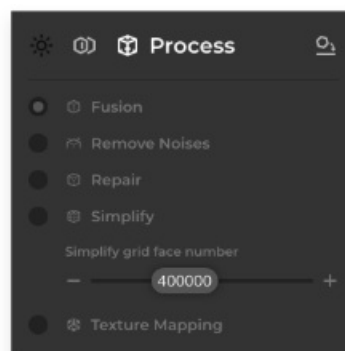 Process
Fusion
Remove Noises
Repair
Simplify
Simplify grid face number
− 400000 +
Texture Mapping